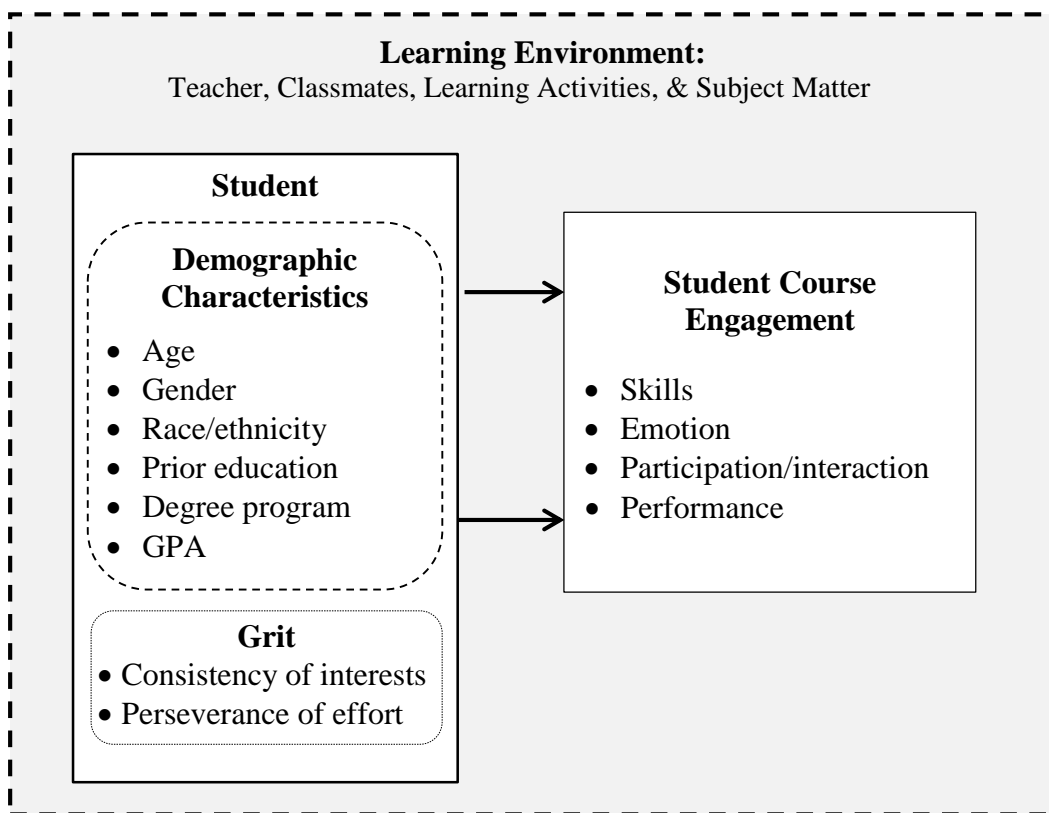 Learning Environment:
Teacher, Classmates, Learning Activities, & Subject Matter
Student
Demographic
Characteristics
• Age
• Gender
• Race/ethnicity
• Prior education
• Degree program
• GPA
Grit
• Consistency of interests
• Perseverance of effort
Student Course
Engagement
• Skills
• Emotion
• Participation/interaction
• Performance